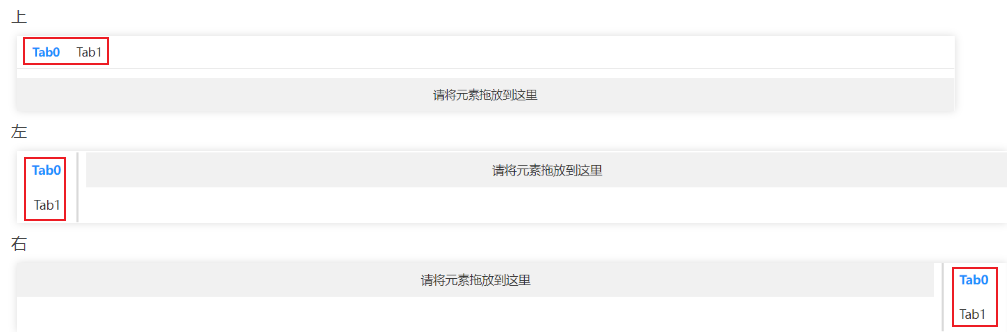 上
Tab0 Tab1
请将元素拖放到这里
左
Tab0 请将元素拖放到这里
Tab1
右
请将元素拖放到这里 Tab0
Tab1